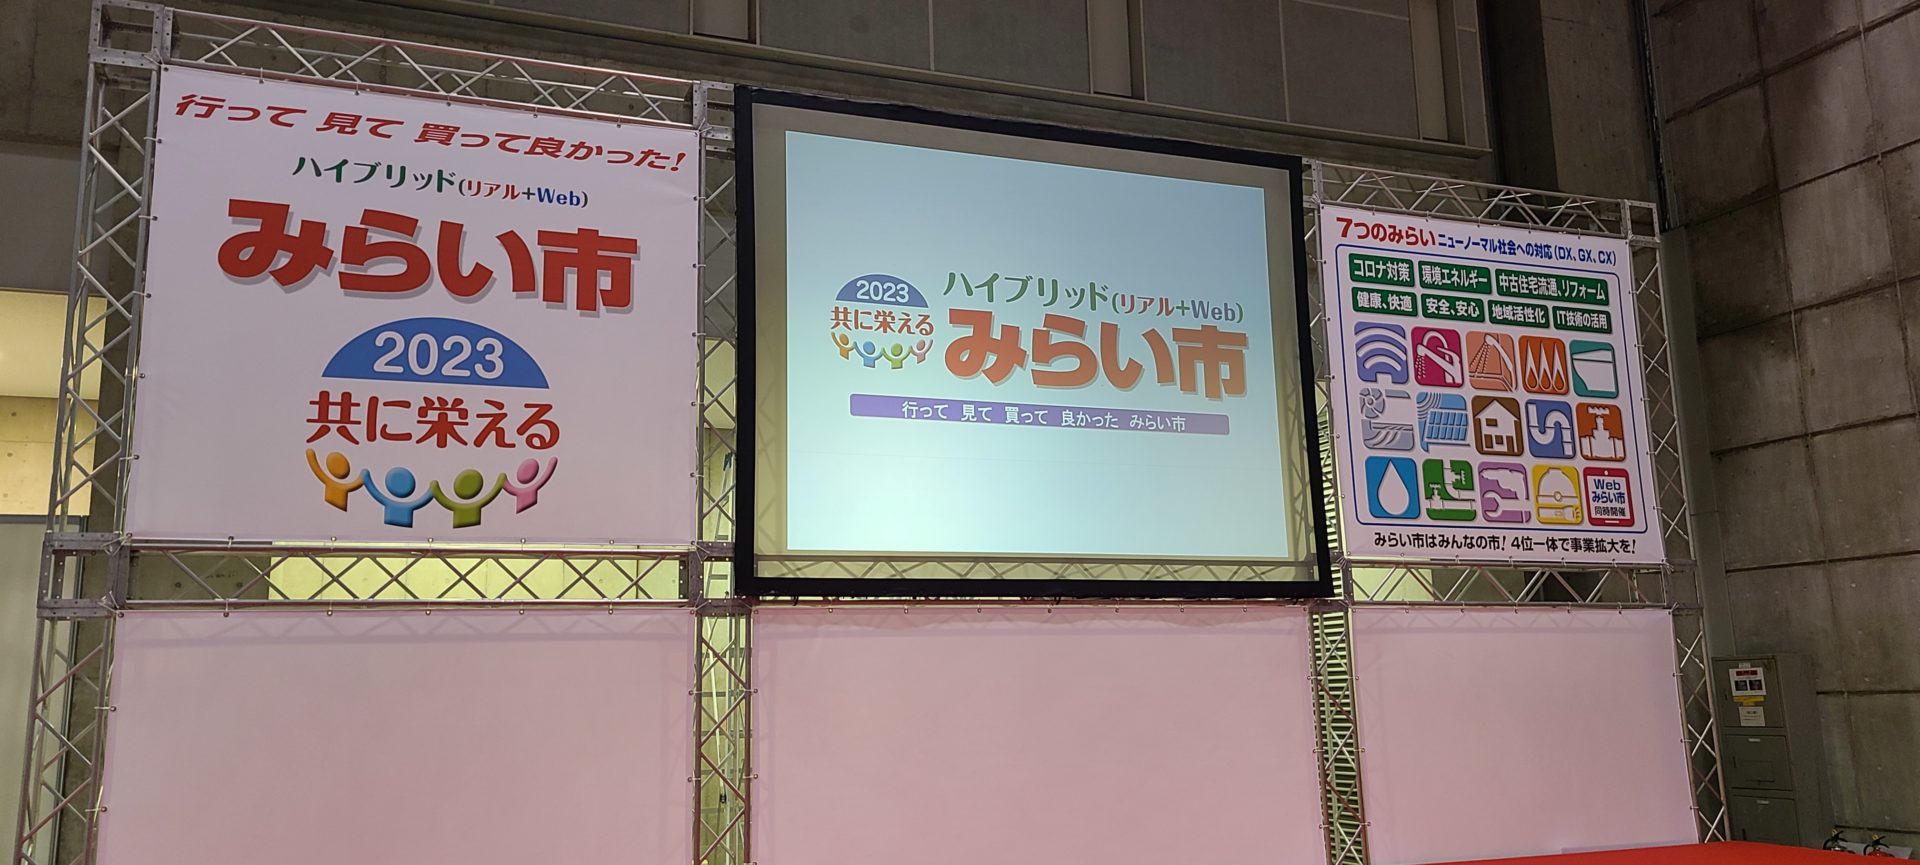 行って 見て 買って良かった!
ハイブリッド(リアル+Web)
みらい市
2023
共に栄える
2023
共に栄える
ハイブリッド(リアル+Web)
みらい市
行って 見て 買って 良かった みらい市
7つのみらい ニューノーマル社会への対応(DX、GX、CX)
コロナ対策 環境エネルギー 中古住宅流通、リフォーム
健康、快適 安全、安心 地域活性化 IT技術の活用
Web
みらい市
同時開催
みらい市はみんなの市! 4位一体で事業拡大を!